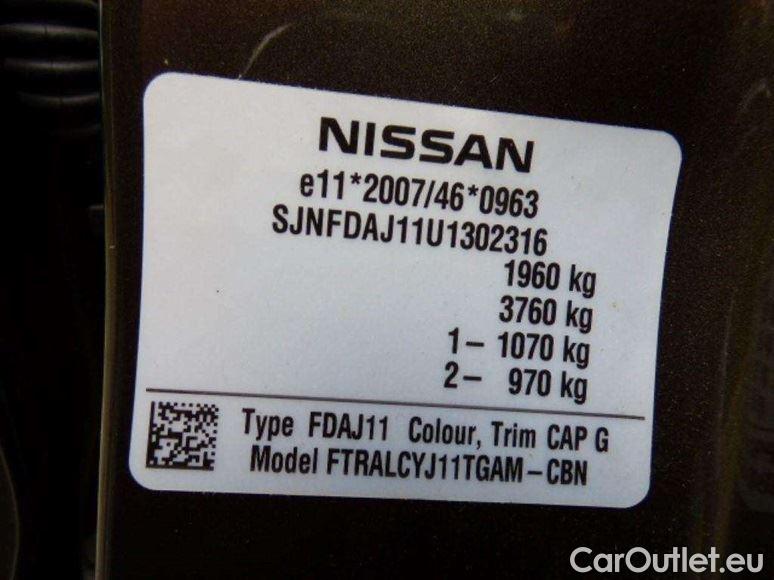 NISSAN
e11*2007/46*0963
SJNFDAJ11U1302316
1960 kg
3760 kg
1– 1070 kg
2– 970 kg
Type FDAJ11 Colour, Trim CAP G
Model FTRALCYJ11TGAM–CBN
CarOutlet.eu